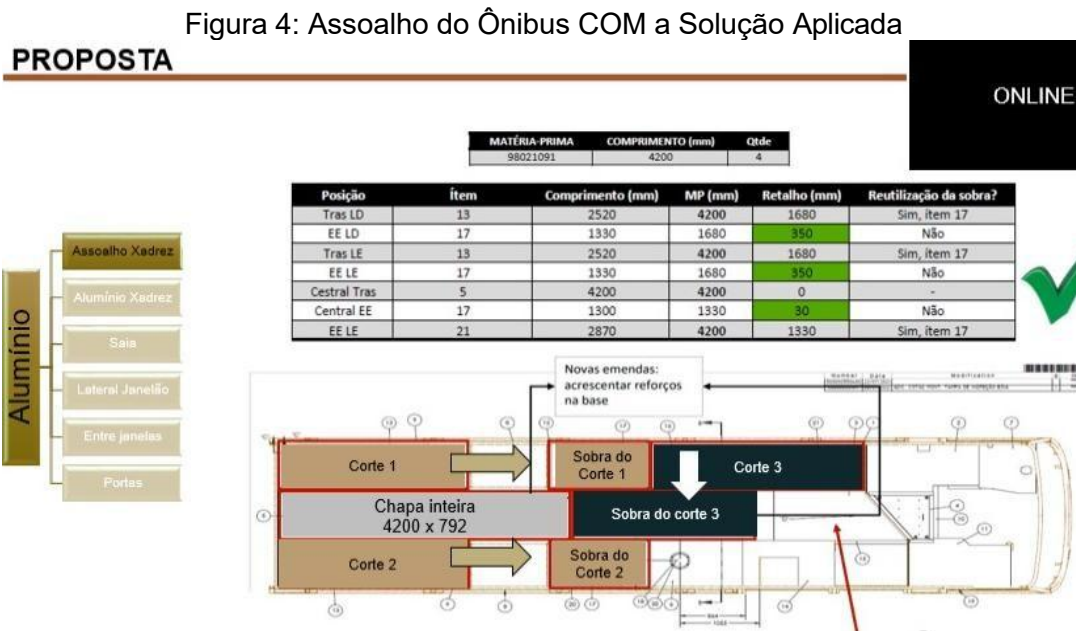 Figura 4: Assoalho do Ônibus COM a Solução Aplicada
PROPOSTA
ONLINE
MATÉRIA-PRIMA COMPRIMENTO (mm) Qtde
98021091 4200 4
Posição Ítem Comprimento (mm) MP (mm) Retalho (mm) Reutilização da sobra?
Tras LD 13 2520 4200 1680 Sim, ítem 17
EE LD 17 1330 1680 350 Não
Tras LE 13 2520 4200 1680 Sim, ítem 17
EE LE 17 1330 1680 350 Não
Cestral Tras 5 4200 4200 0 -
Central EE 17 1300 1330 30 Não
EE LE 21 2870 4200 1330 Sim, ítem 17
Alumínio
Assoalho Xadrez
Alumínio Xadrez
Saia
Lateral Janelão
Entre janelas
Portas
Novas emendas:
acrescentar reforços
na base
Number Data Modification
Corte 1
Sobra do
Corte 1
Corte 3
Chapa inteira
4200 x 792
Sobra do corte 3
Corte 2
Sobra do
Corte 2